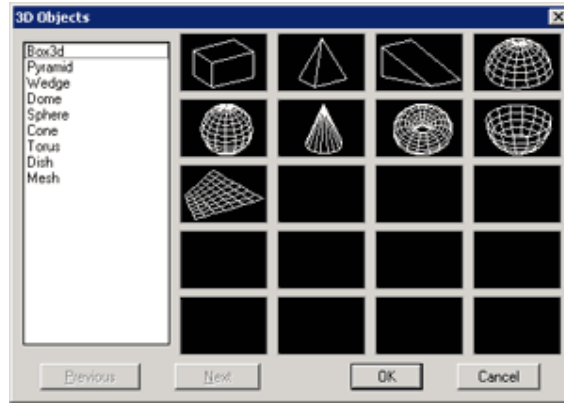 3D Objects
Box3d
Pyramid
Wedge
Dome
Sphere
Cone
Torus
Dish
Mesh
Previous
Next
OK
Cancel